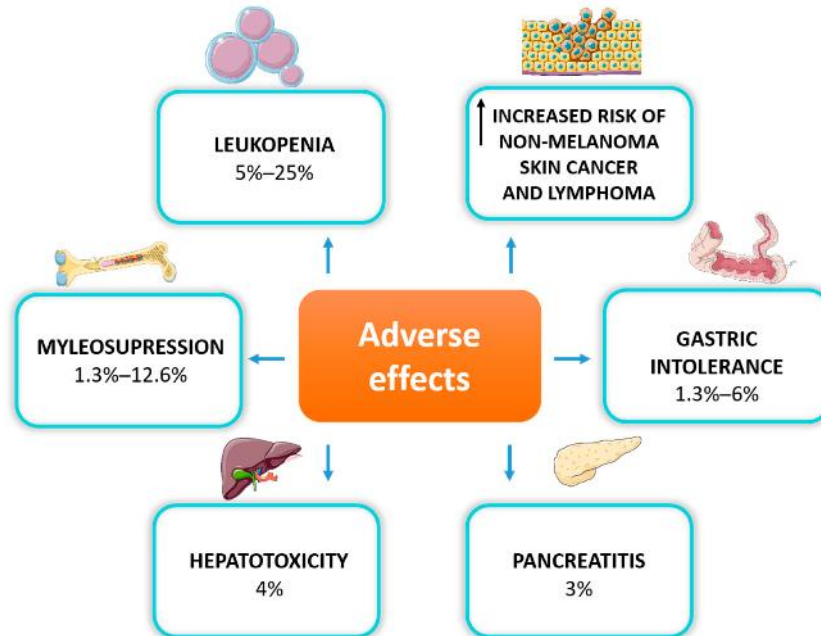 LEUKOPENIA
5%–25%
INCREASED RISK OF
NON-MELANOMA
SKIN CANCER
AND LYMPHOMA
MYLEOSUPRESSION
1.3%–12.6%
Adverse
effects
GASTRIC
INTOLERANCE
1.3%–6%
HEPATOTOXICITY
4%
PANCREATITIS
3%